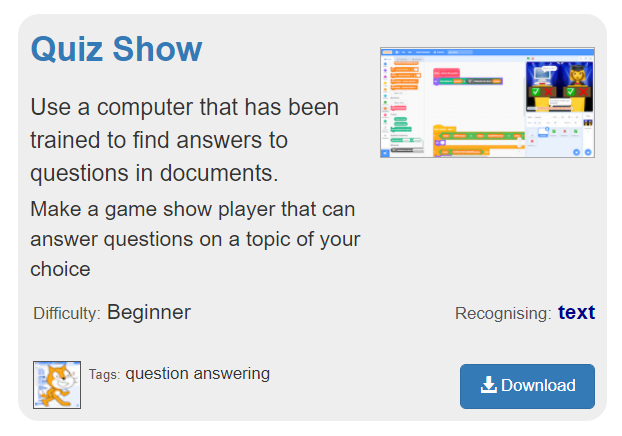 Quiz Show
Use a computer that has been
trained to find answers to
questions in documents.
Make a game show player that can
answer questions on a topic of your
choice
Difficulty: Beginner
Recognising: text
Tags: question answering
Download